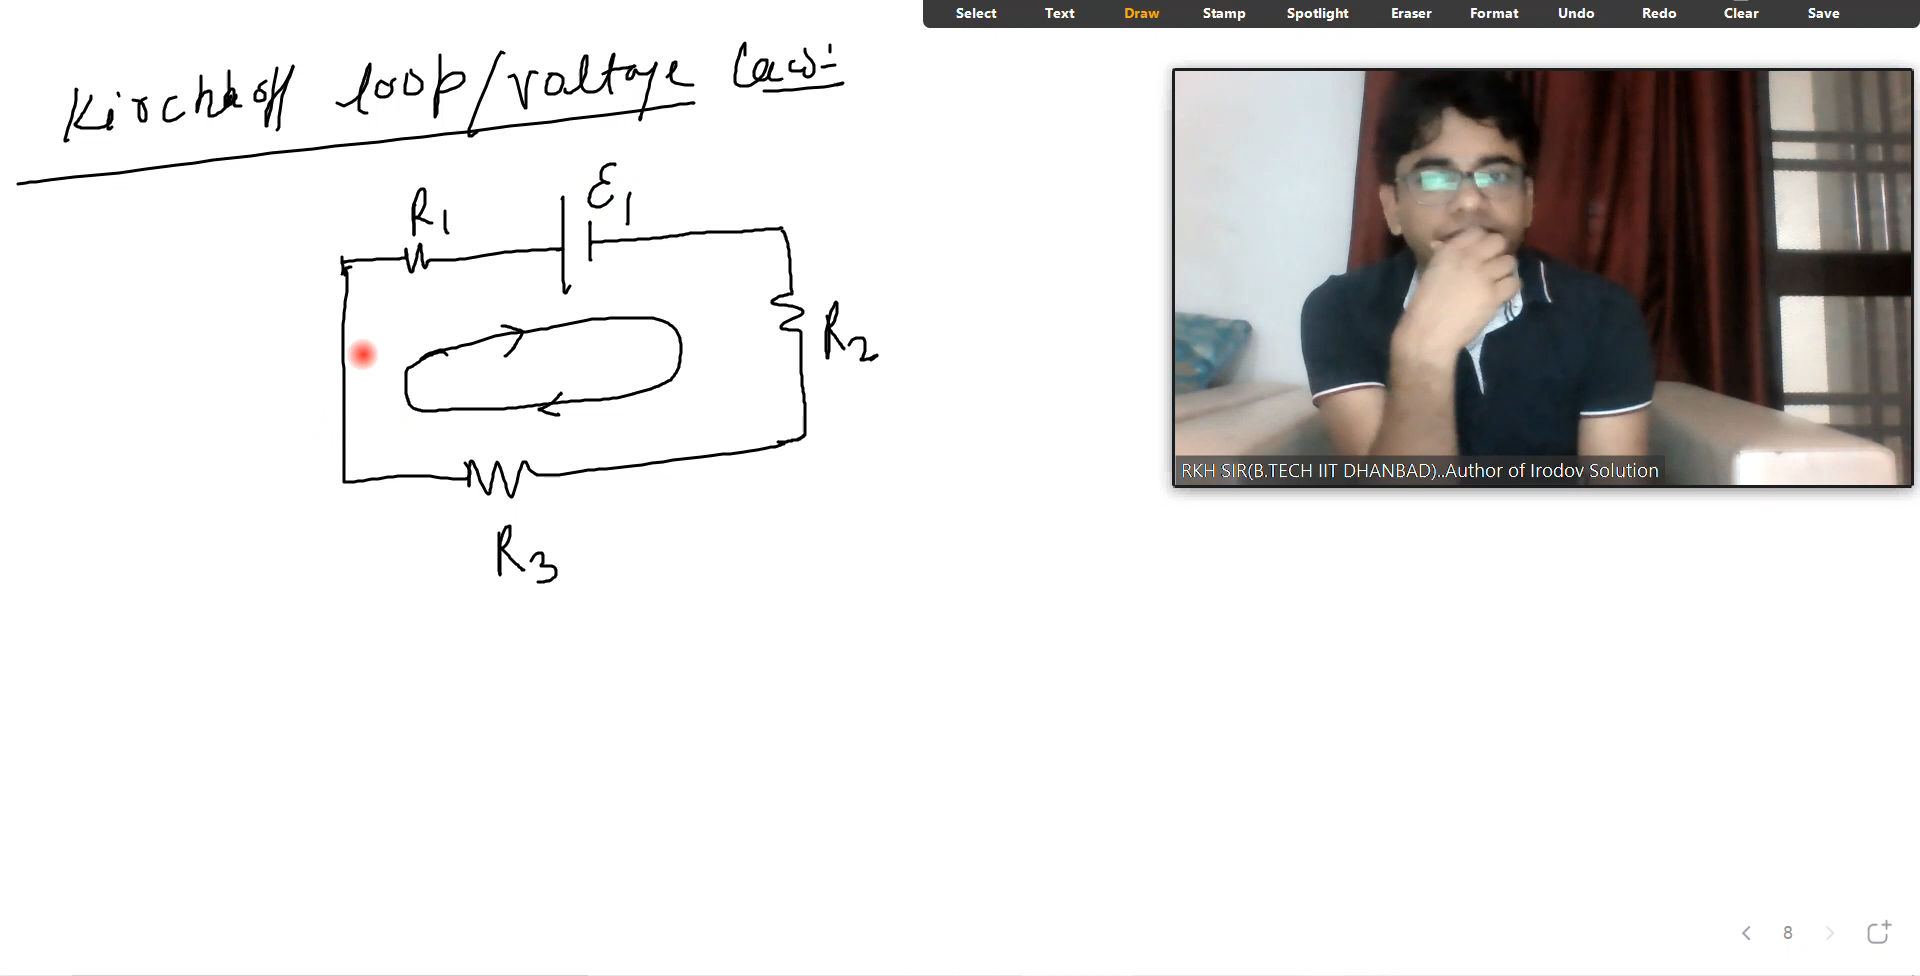 Select Text Draw Stamp Spotlight Eraser Format Undo Redo Clear Save
Kirchhoff loop/voltage law:
R1
ε1
R2
R3
RKH SIR(B.TECH IIT DHANBAD)..Author of Irodov Solution
8